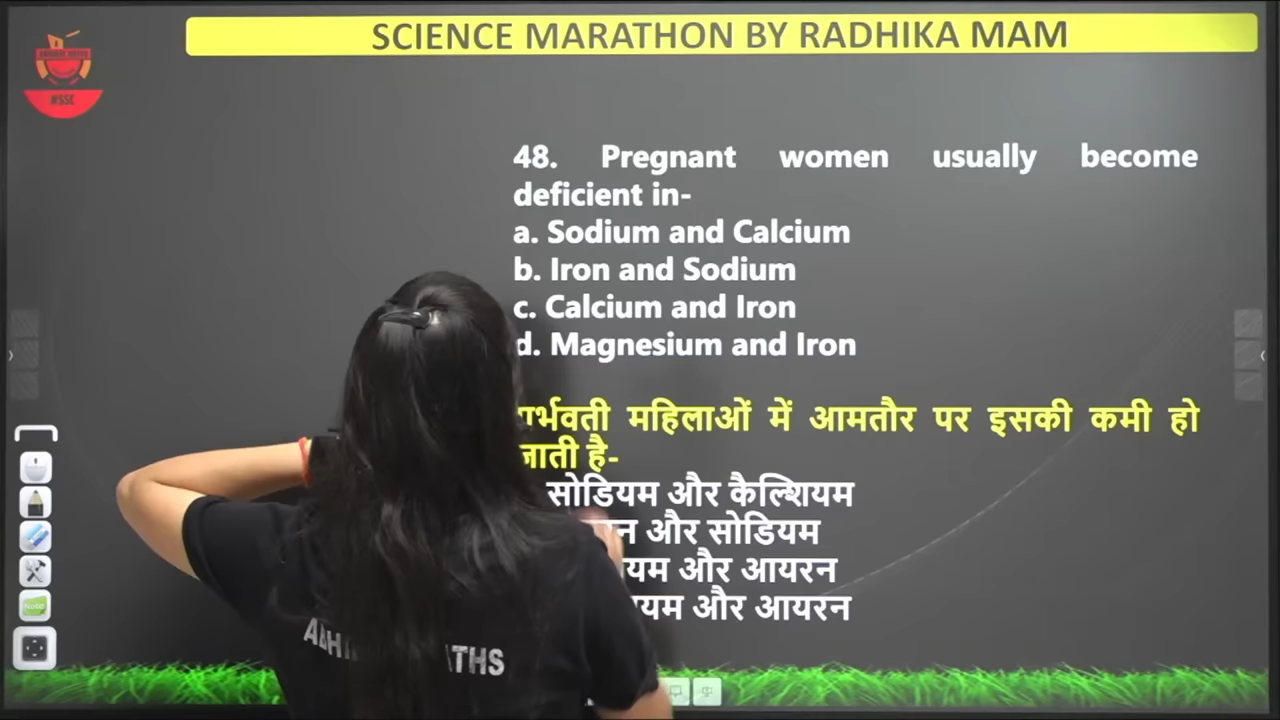 SCIENCE MARATHON BY RADHIKA MAM
#SSC
48. Pregnant women usually become
deficient in-
a. Sodium and Calcium
b. Iron and Sodium
c. Calcium and Iron
d. Magnesium and Iron
महिलाओं में आमतौर पर इसकी कमी हो
है-
सोडियम और कैल्शियम
और सोडियम
और आयरन
और आयरन
Note